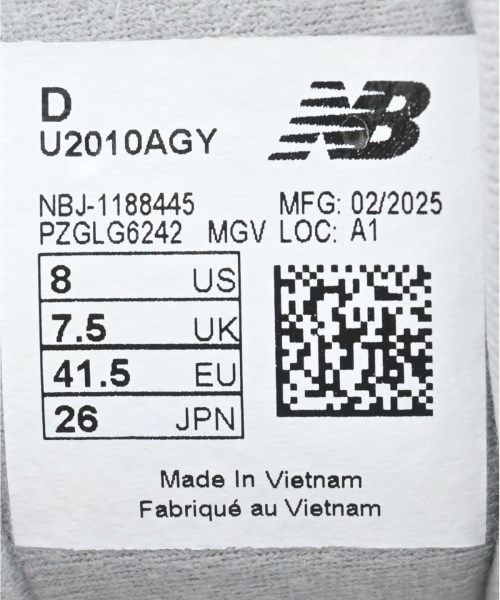 D
NB
U2010AGY
NBJ-1188445 MFG: 02/2025
PZGLG6242 MGV LOC: A1
8 US
7.5 UK
41.5 EU
26 JPN
Made In Vietnam
Fabriqué au Vietnam